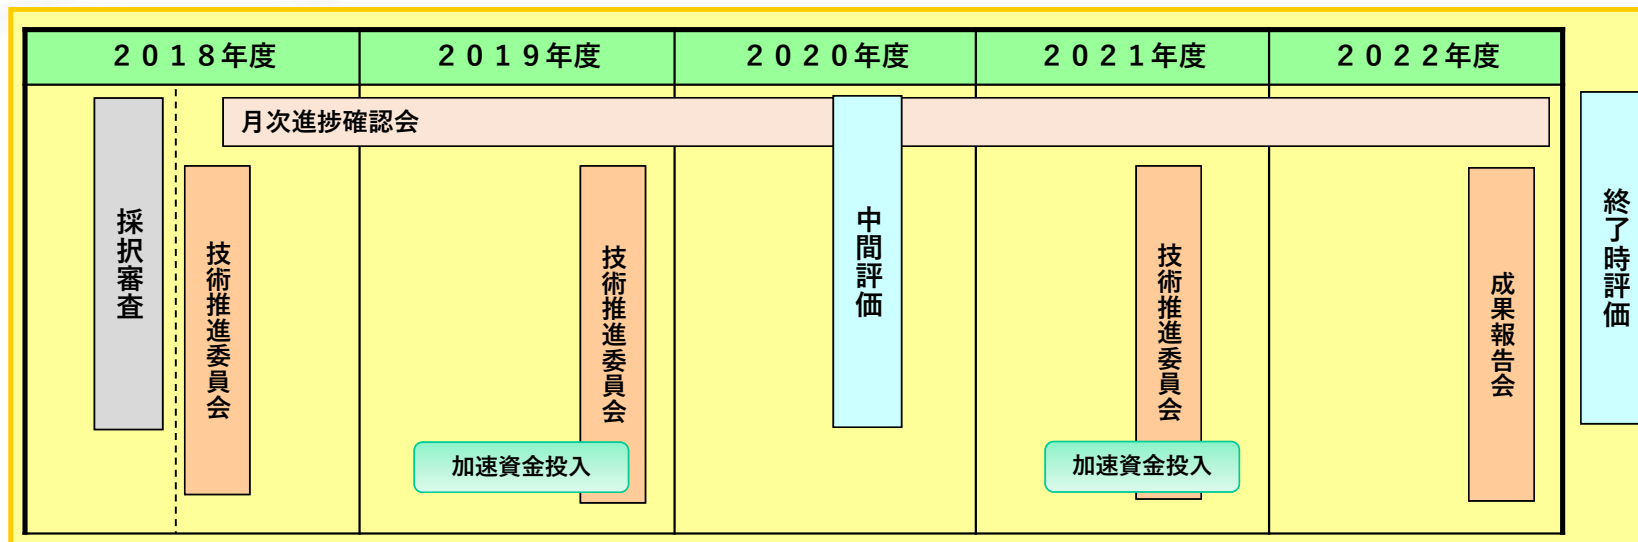 ２０１８年度
２０１９年度
２０２０年度
２０２１年度
２０２２年度
月次進捗確認会
採択審査
技術推進委員会
技術推進委員会
加速資金投入
中間評価
技術推進委員会
加速資金投入
成果報告会
終了時評価